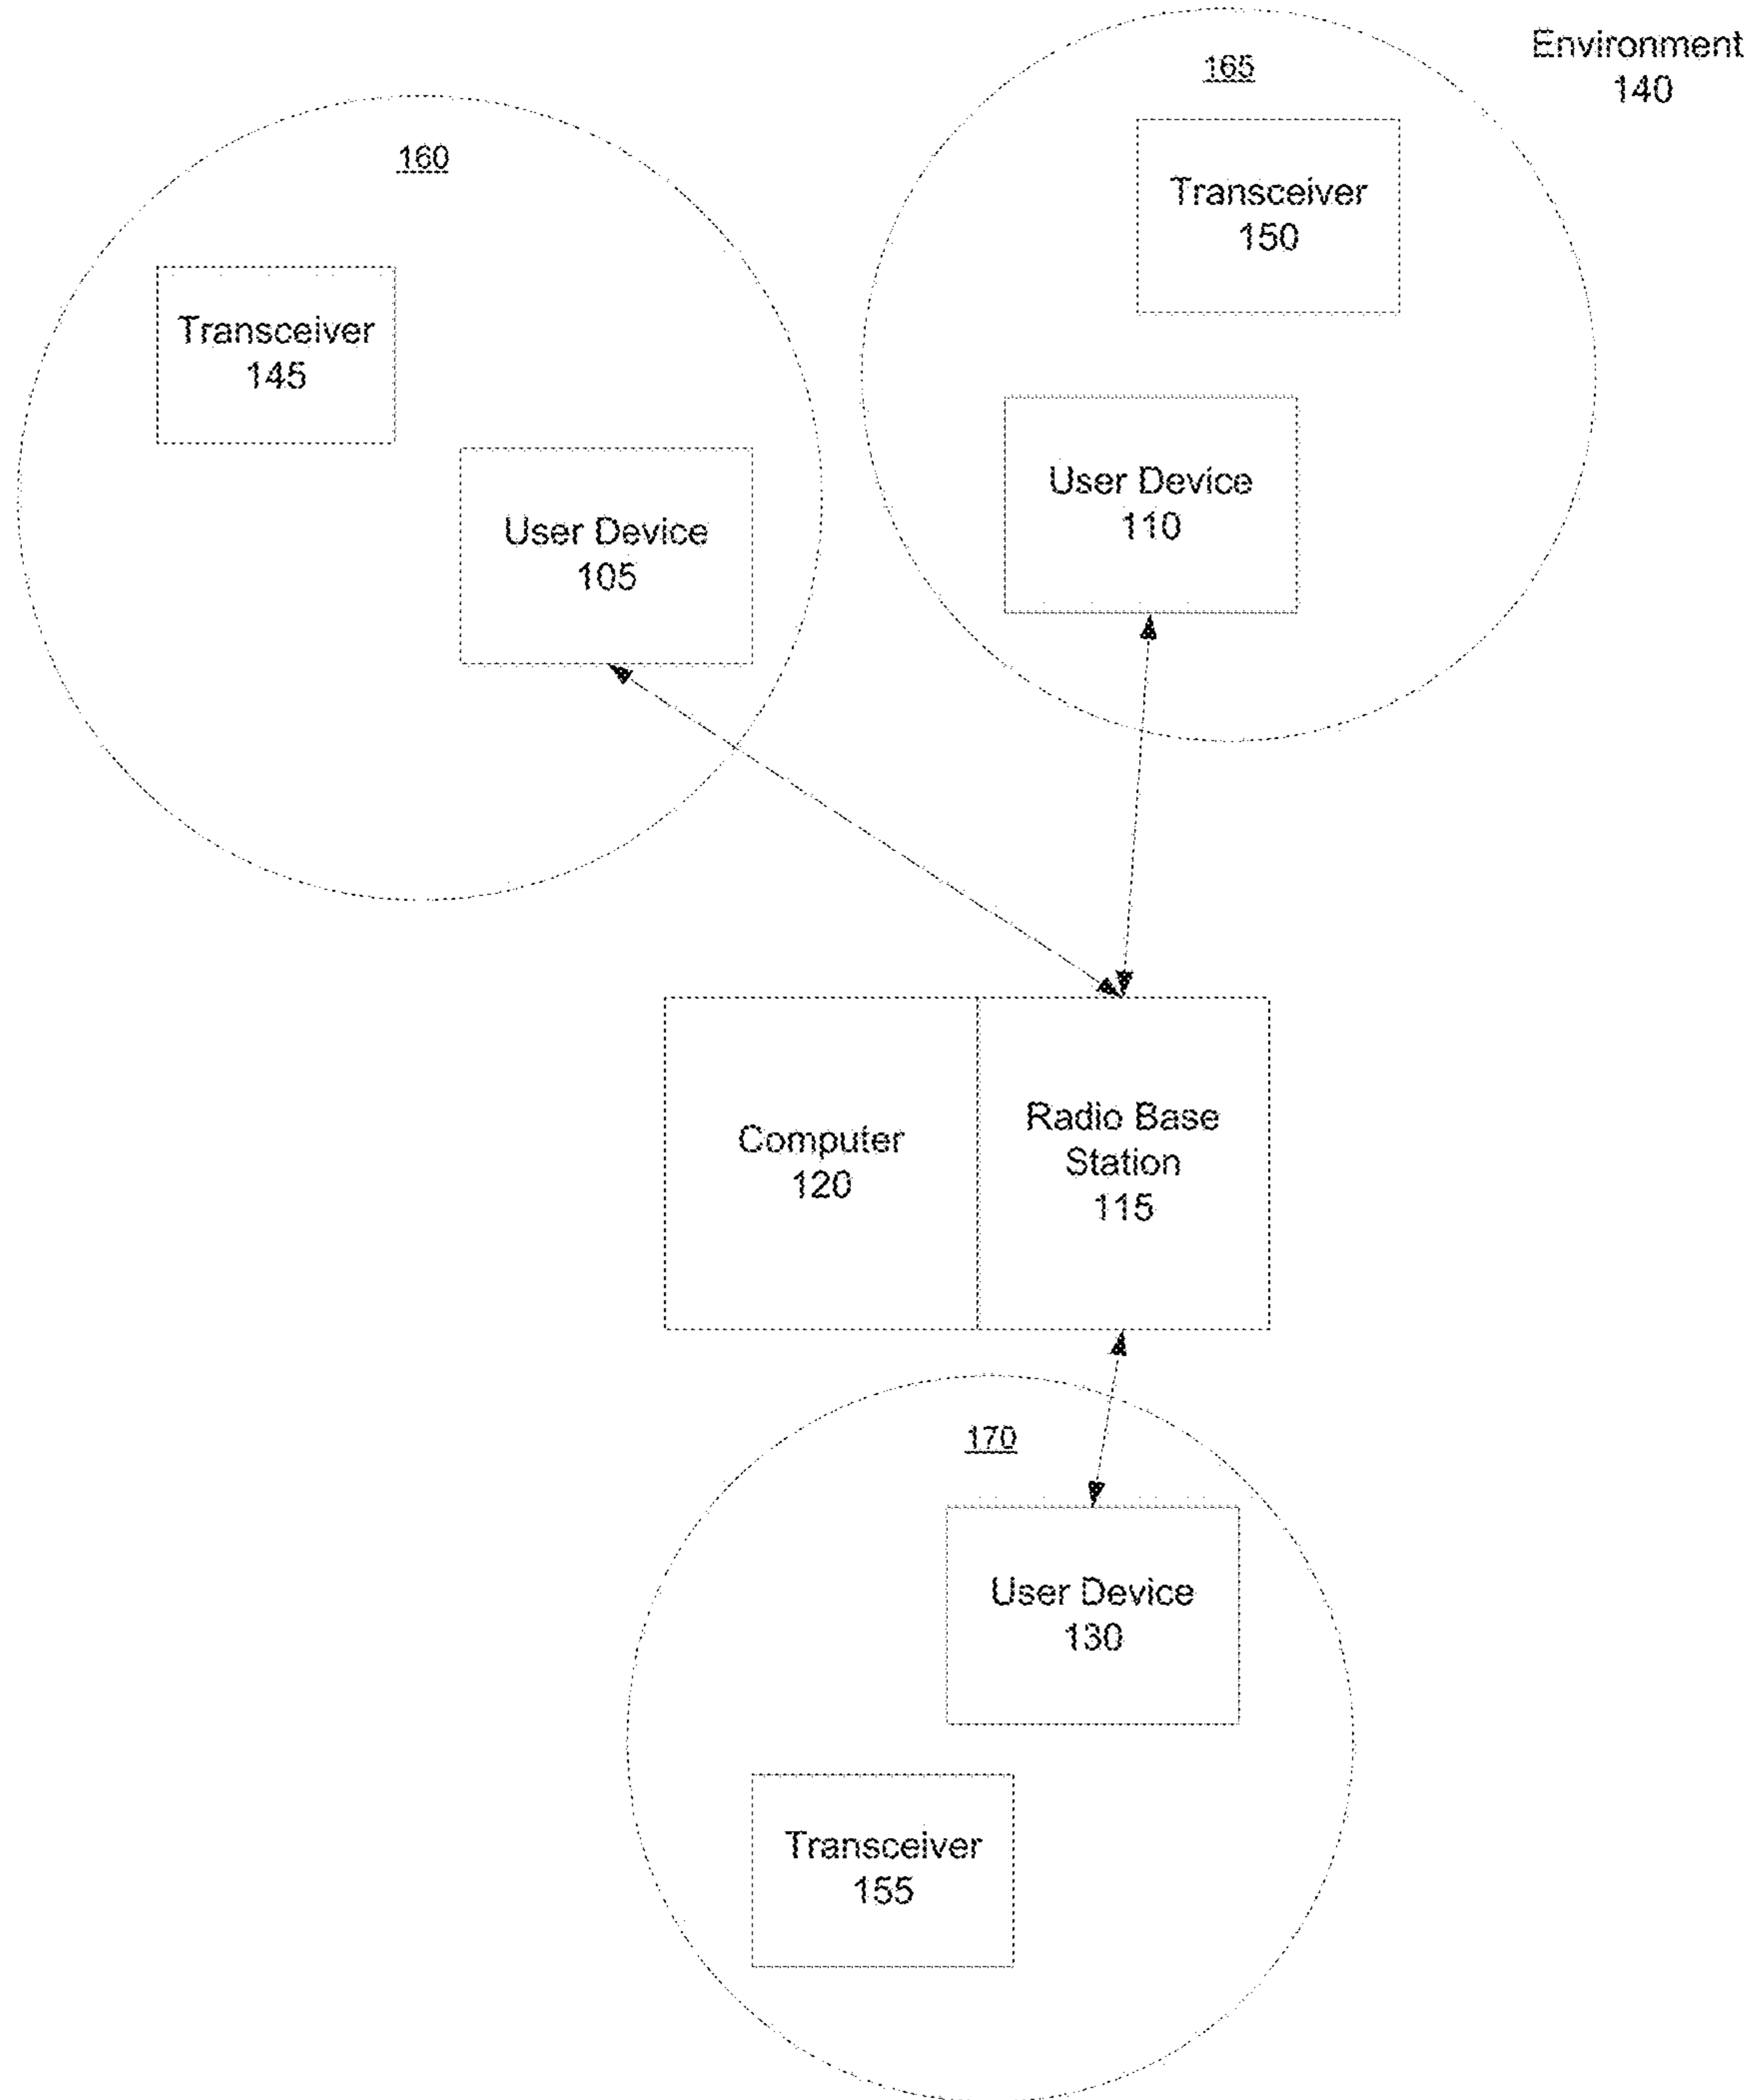 Environment
140
165
160
Transceiver
150
Transceiver
145
User Device
110
User Device
105
Computer
120
Radio Base
Station
115
170
User Device
130
Transceiver
155